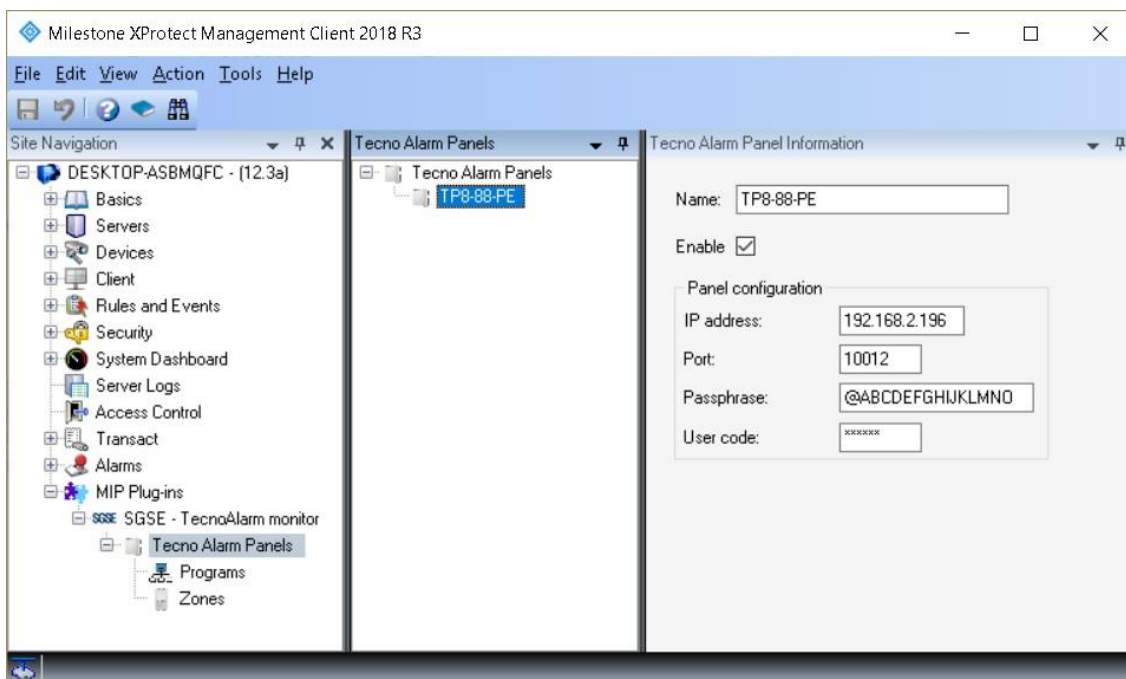 Milestone XProtect Management Client 2018 R3
File Edit View Action Tools Help
Site Navigation
DESKTOP-ASBMQFC - (12.3a)
Basics
Servers
Devices
Client
Rules and Events
Security
System Dashboard
Server Logs
Access Control
Transact
Alarms
MIP Plug-ins
SGSE SGSE - TecnoAlarm monitor
Tecno Alarm Panels
Programs
Zones
Tecno Alarm Panels
Tecno Alarm Panels
TP8-88-PE
Tecno Alarm Panel Information
Name: TP8-88-PE
Enable
Panel configuration
IP address: 192.168.2.196
Port: 10012
Passphrase: @ABCDEFGHIJKLMNO
User code: ******